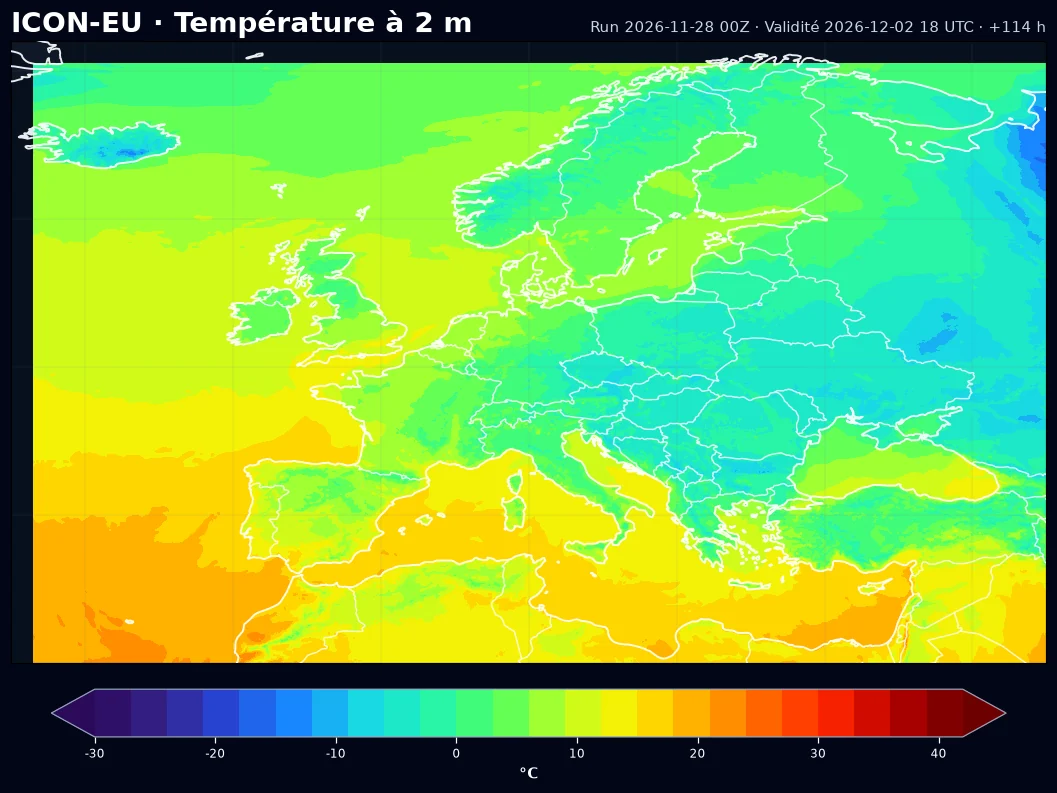 ICON-EU · Température à 2 m
Run 2026-11-28 00Z · Validité 2026-12-02 18 UTC · +114 h
-30 -20 -10 0 10 20 30 40
°C